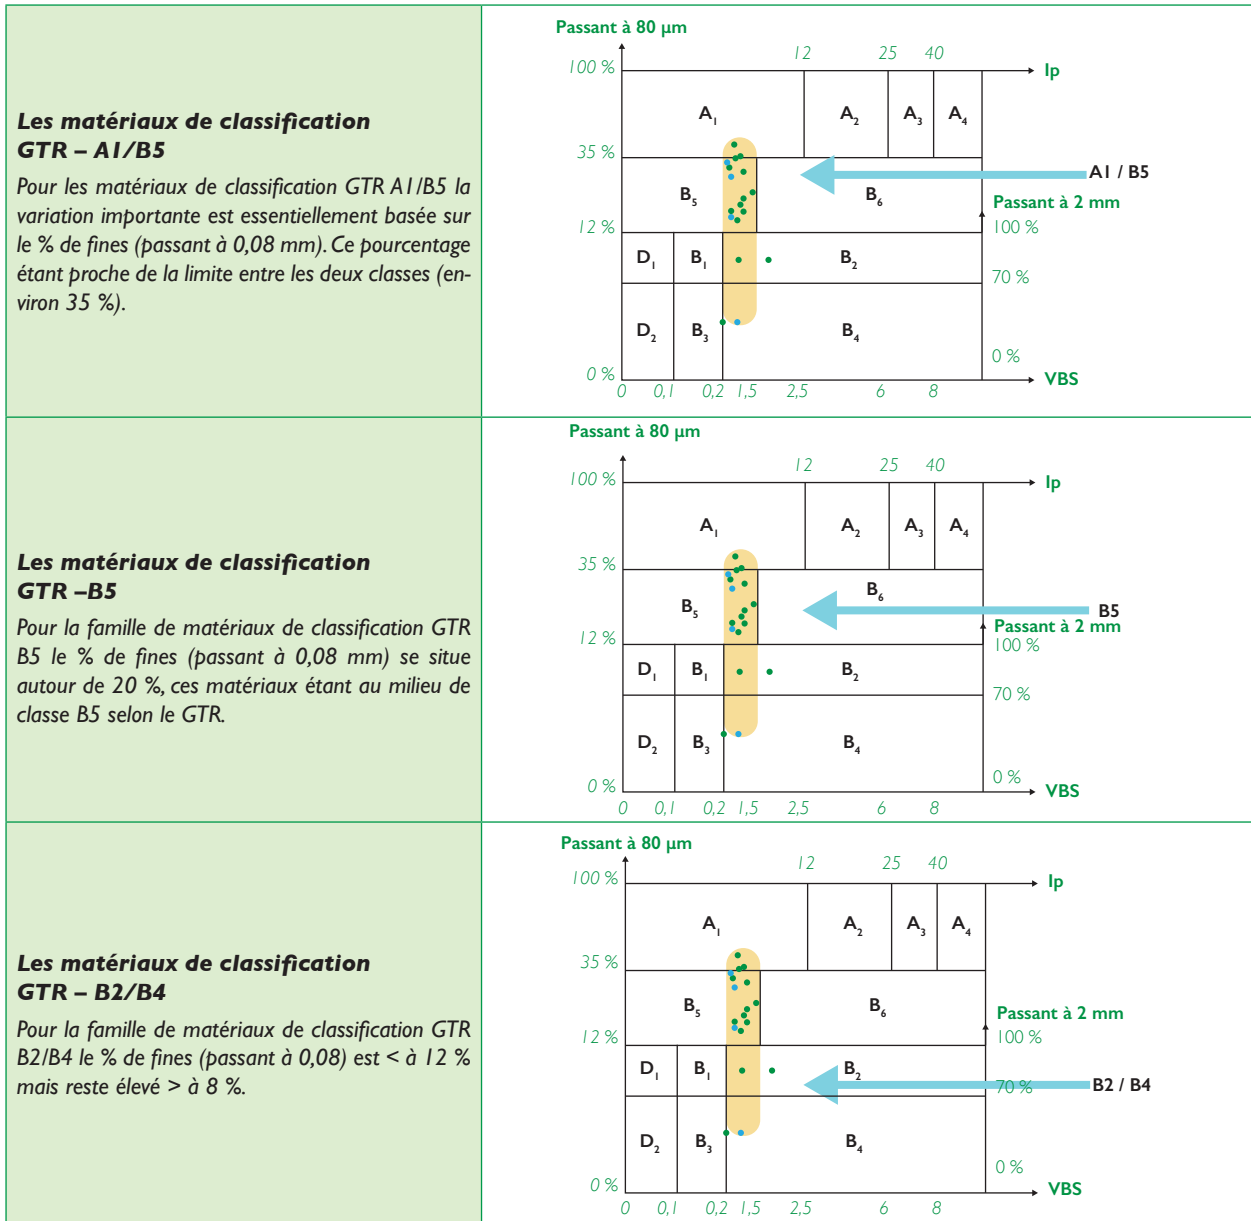 Les matériaux de classification
GTR – A1/B5
Pour les matériaux de classification GTR A1/B5 la
variation importante est essentiellement basée sur
le % de fines (passant à 0,08 mm). Ce pourcentage
étant proche de la limite entre les deux classes (en-
viron 35 %).
Passant à 80 µm
12 25 40
100 % Ip
A1 A2 A3 A4
35 %
A1 / B5
B5 B6
Passant à 2 mm
12 % 100 %
D1 B1 B2
70 %
D2 B3 B4
0 %
0 % VBS
0 0,1 0,2 1,5 2,5 6 8
Les matériaux de classification
GTR –B5
Pour la famille de matériaux de classification GTR
B5 le % de fines (passant à 0,08 mm) se situe
autour de 20 %, ces matériaux étant au milieu de
classe B5 selon le GTR.
Passant à 80 µm
12 25 40
100 % Ip
A1 A2 A3 A4
35 %
B6
B5 B5
Passant à 2 mm
12 % 100 %
D1 B1 B2
70 %
D2 B3 B4
0 %
0 % VBS
0 0,1 0,2 1,5 2,5 6 8
Les matériaux de classification
GTR – B2/B4
Pour la famille de matériaux de classification GTR
B2/B4 le % de fines (passant à 0,08) est < à 12 %
mais reste élevé > à 8 %.
Passant à 80 µm
12 25 40
100 % Ip
A1 A2 A3 A4
35 %
B5 B6
Passant à 2 mm
12 % 100 %
D1 B1 B2
70 % B2 / B4
D2 B3 B4
0 %
0 % VBS
0 0,1 0,2 1,5 2,5 6 8